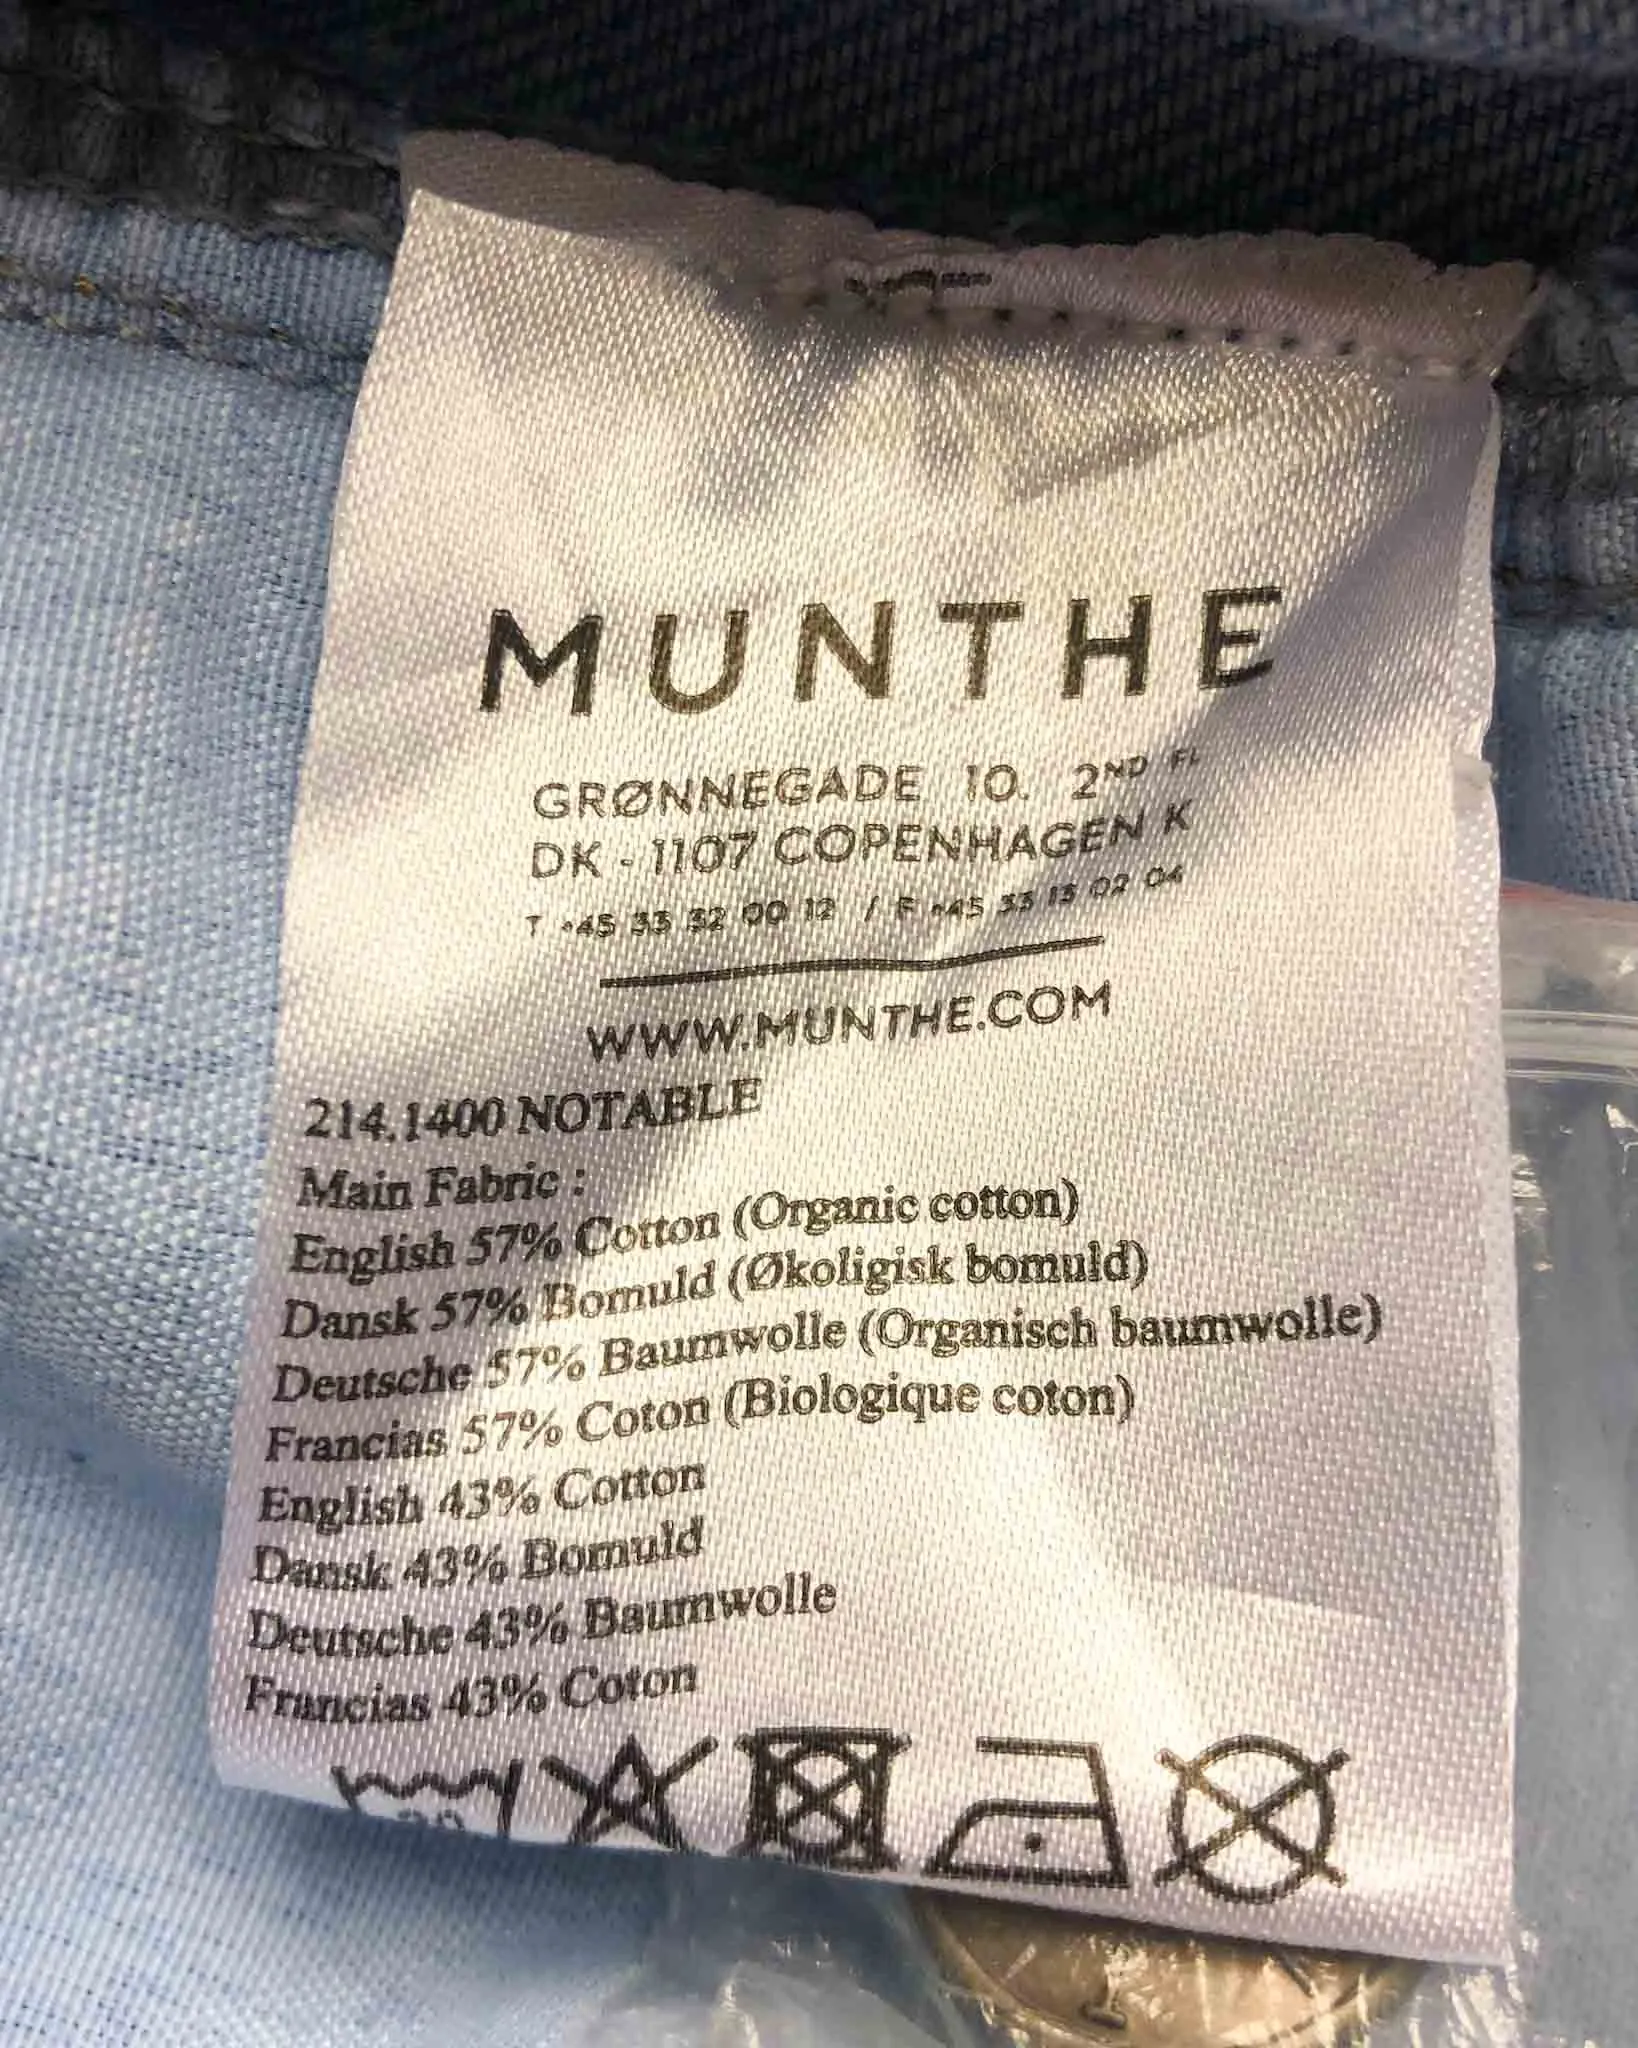 MUNTHE
GRØNNEGADE 10. 2ND FL
DK - 1107 COPENHAGEN K
T +45 33 32 00 12 / F +45 33 13 02 04
WWW.MUNTHE.COM
214.1400 NOTABLE
Main Fabric :
English 57% Cotton (Organic cotton)
Dansk 57% Bomuld (Økoligisk bomuld)
Deutsche 57% Baumwolle (Organisch baumwolle)
Francias 57% Coton (Biologique coton)
English 43% Cotton
Dansk 43% Bomuld
Deutsche 43% Baumwolle
Francias 43% Coton